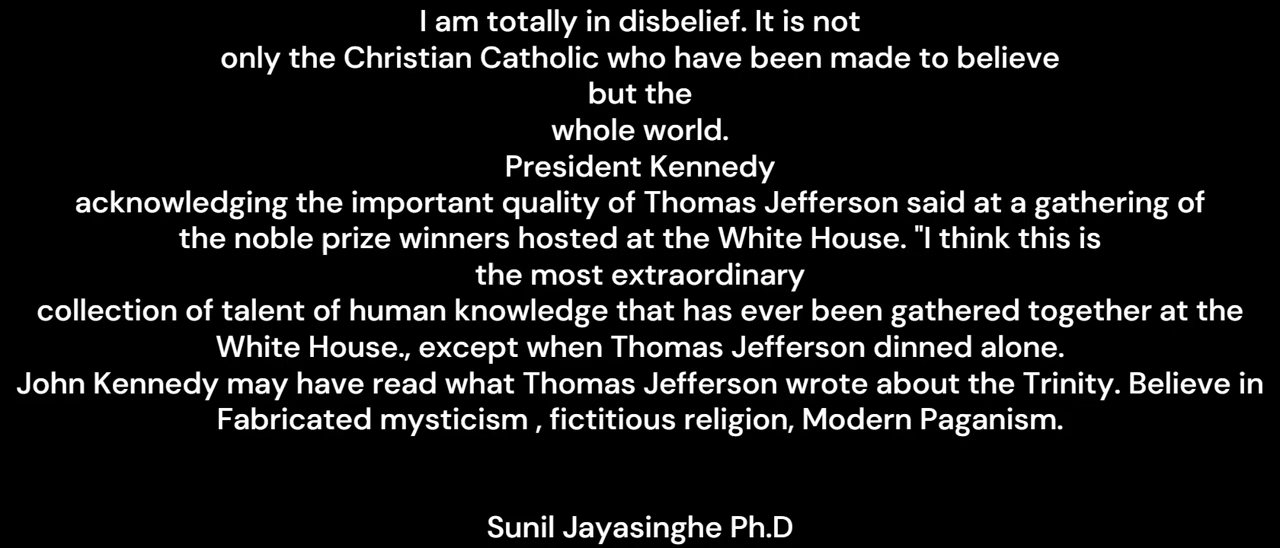 I am totally in disbelief. It is not
only the Christian Catholic who have been made to believe
but the
whole world.
President Kennedy
acknowledging the important quality of Thomas Jefferson said at a gathering of
the noble prize winners hosted at the White House. "I think this is
the most extraordinary
collection of talent of human knowledge that has ever been gathered together at the
White House., except when Thomas Jefferson dinned alone.
John Kennedy may have read what Thomas Jefferson wrote about the Trinity. Believe in
Fabricated mysticism , fictitious religion, Modern Paganism.
Sunil Jayasinghe Ph.D